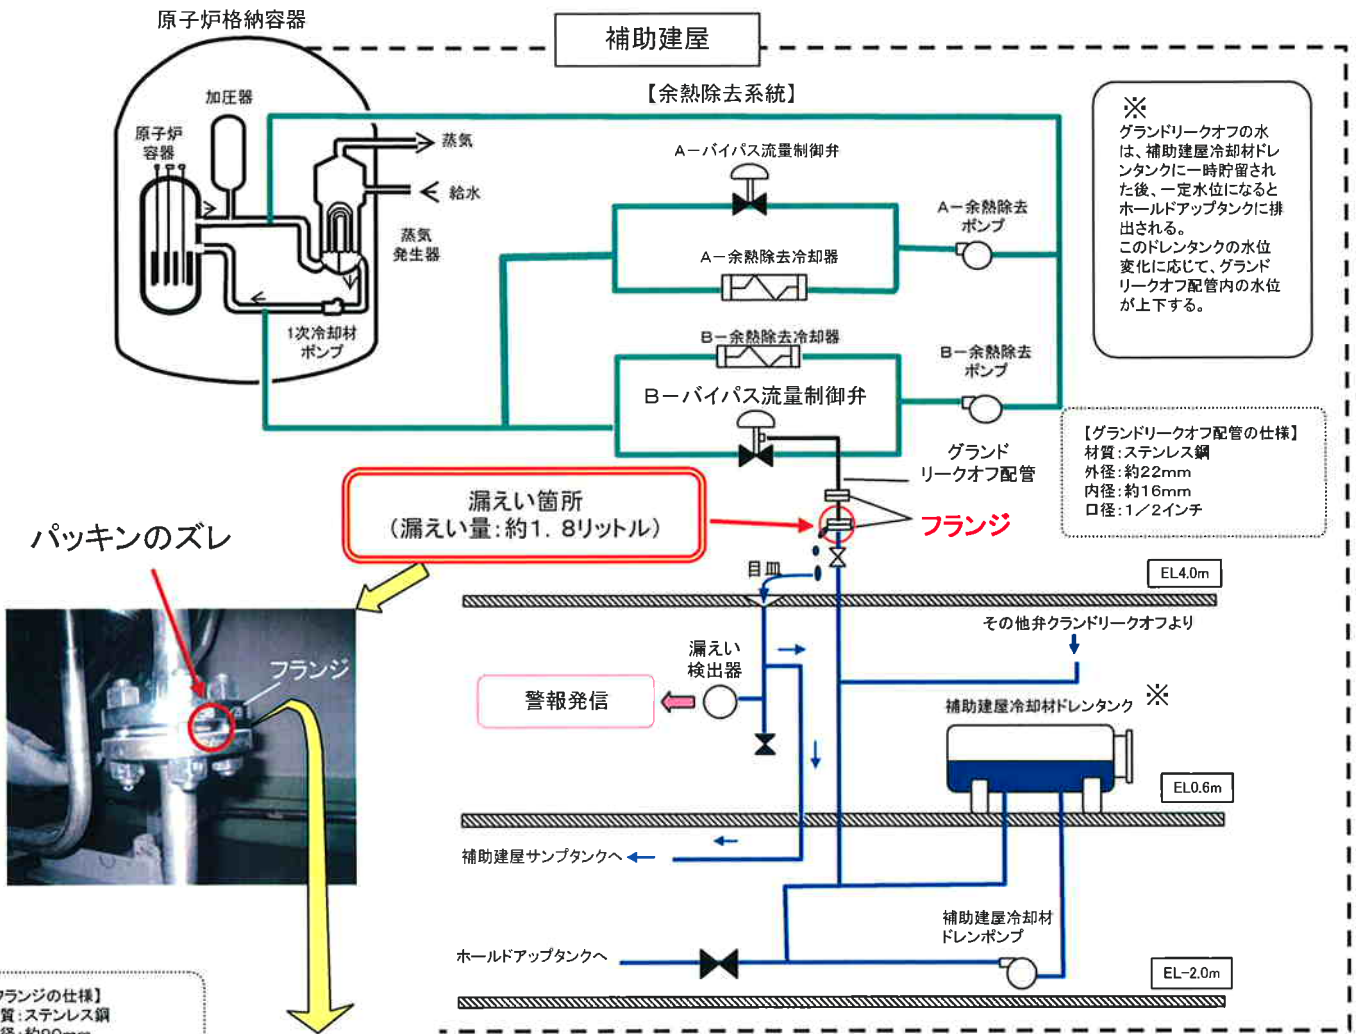 原子炉格納容器
補助建屋
【余熱除去系統】
加圧器
原子炉
容器
蒸気
給水
蒸気
発生器
1次冷却材
ポンプ
A－バイパス流量制御弁
A－余熱除去
ポンプ
A－余熱除去冷却器
B－余熱除去冷却器
B－余熱除去
ポンプ
B－バイパス流量制御弁
※
グランドリークオフの水
は、補助建屋冷却材ドレ
ンタンクに一時貯留され
た後、一定水位になると
ホールドアップタンクに排
出される。
このドレンタンクの水位
変化に応じて、グランド
リークオフ配管内の水位
が上下する。
【グランドリークオフ配管の仕様】
材質：ステンレス鋼
外径：約22mm
内径：約16mm
口径：1／2インチ
グランド
リークオフ配管
フランジ
漏えい箇所
（漏えい量：約1．8リットル）
パッキンのズレ
フランジ
目皿
EL4.0m
その他弁クランドリークオフより
漏えい
検出器
警報発信
補助建屋冷却材ドレンタンク ※
EL0.6m
補助建屋サンプタンクへ
補助建屋冷却材
ドレンポンプ
ホールドアップタンクへ
EL-2.0m
フランジの仕様】
質：ステンレス鋼
径：約90mm